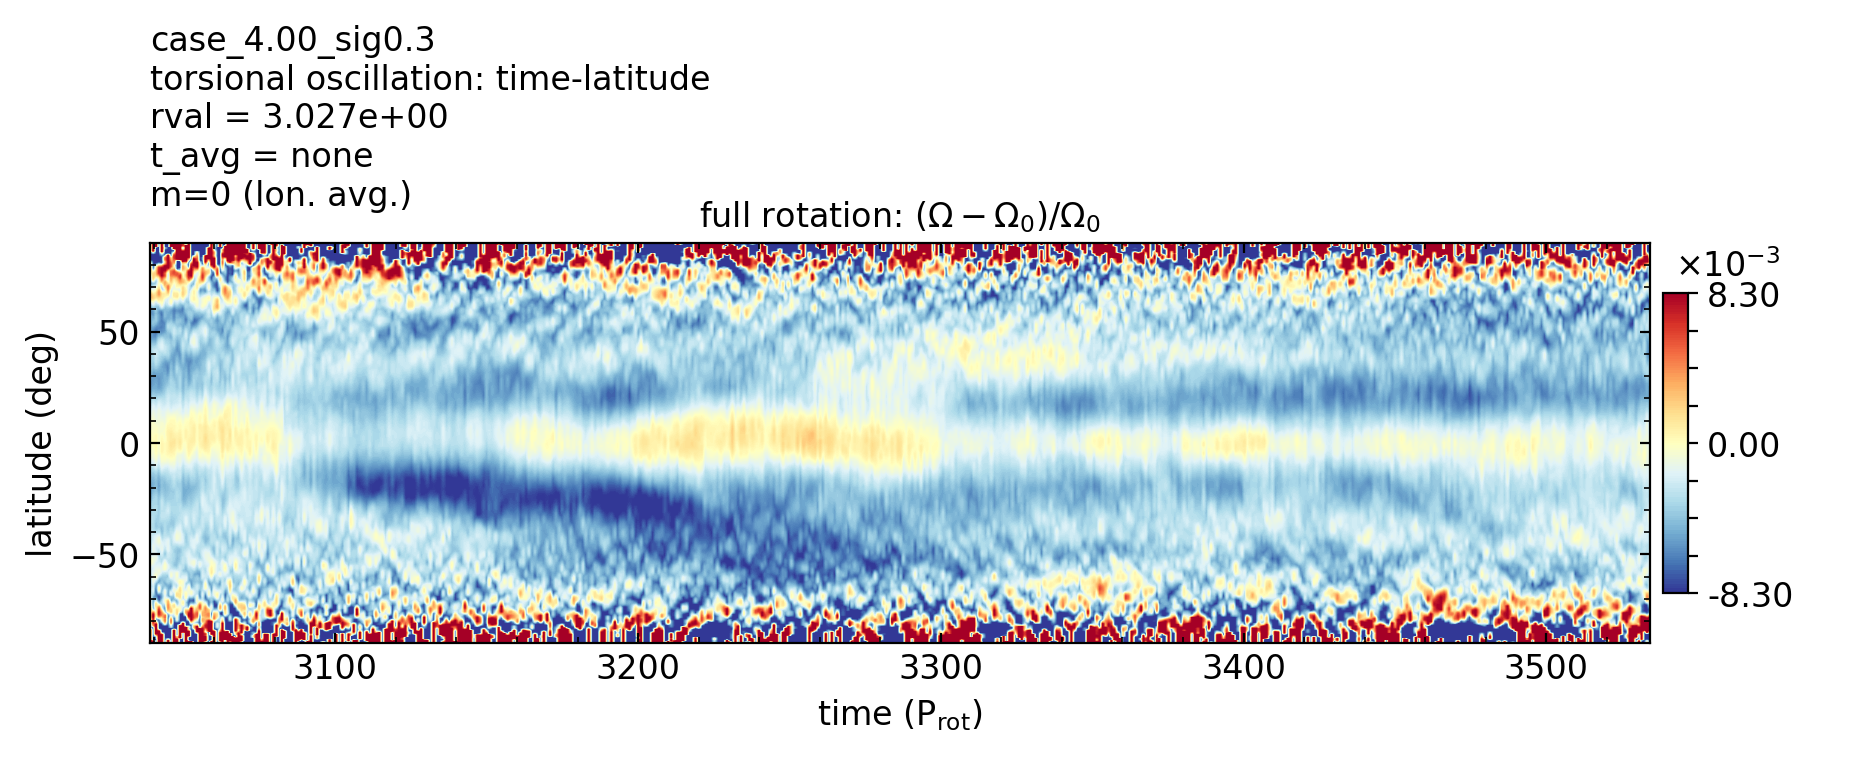 case_4.00_sig0.3
torsional oscillation: time-latitude
rval = 3.027e+00
t_avg = none
m=0 (lon. avg.)
full rotation: (Ω − Ω₀)/Ω₀
×10⁻³
8.30
0.00
-8.30
latitude (deg)
50
0
−50
3100 3200 3300 3400 3500
time (P_rot)